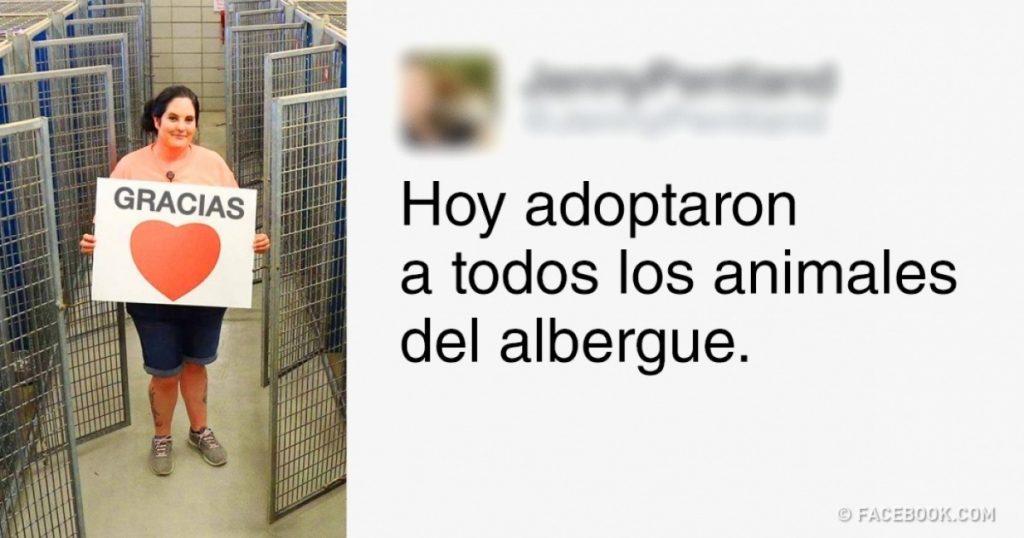 GRACIAS
Hoy adoptaron
a todos los animales
del albergue.
© FACEBOOK.COM